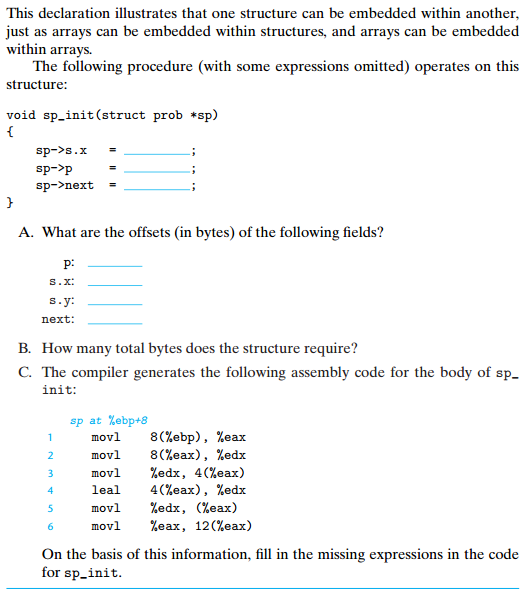 This declaration illustrates that one structure can be embedded within another,
just as arrays can be embedded within structures, and arrays can be embedded
within arrays.
The following procedure (with some expressions omitted) operates on this
structure:
void sp_init(struct prob *sp)
{
sp->s.x = ________;
sp->p = ________;
sp->next = ________;
}
A. What are the offsets (in bytes) of the following fields?
p: ________
s.x: ________
s.y: ________
next: ________
B. How many total bytes does the structure require?
C. The compiler generates the following assembly code for the body of sp_
init:
sp at %ebp+8
1 movl 8(%ebp), %eax
2 movl 8(%eax), %edx
3 movl %edx, 4(%eax)
4 leal 4(%eax), %edx
5 movl %edx, (%eax)
6 movl %eax, 12(%eax)
On the basis of this information, fill in the missing expressions in the code
for sp_init.